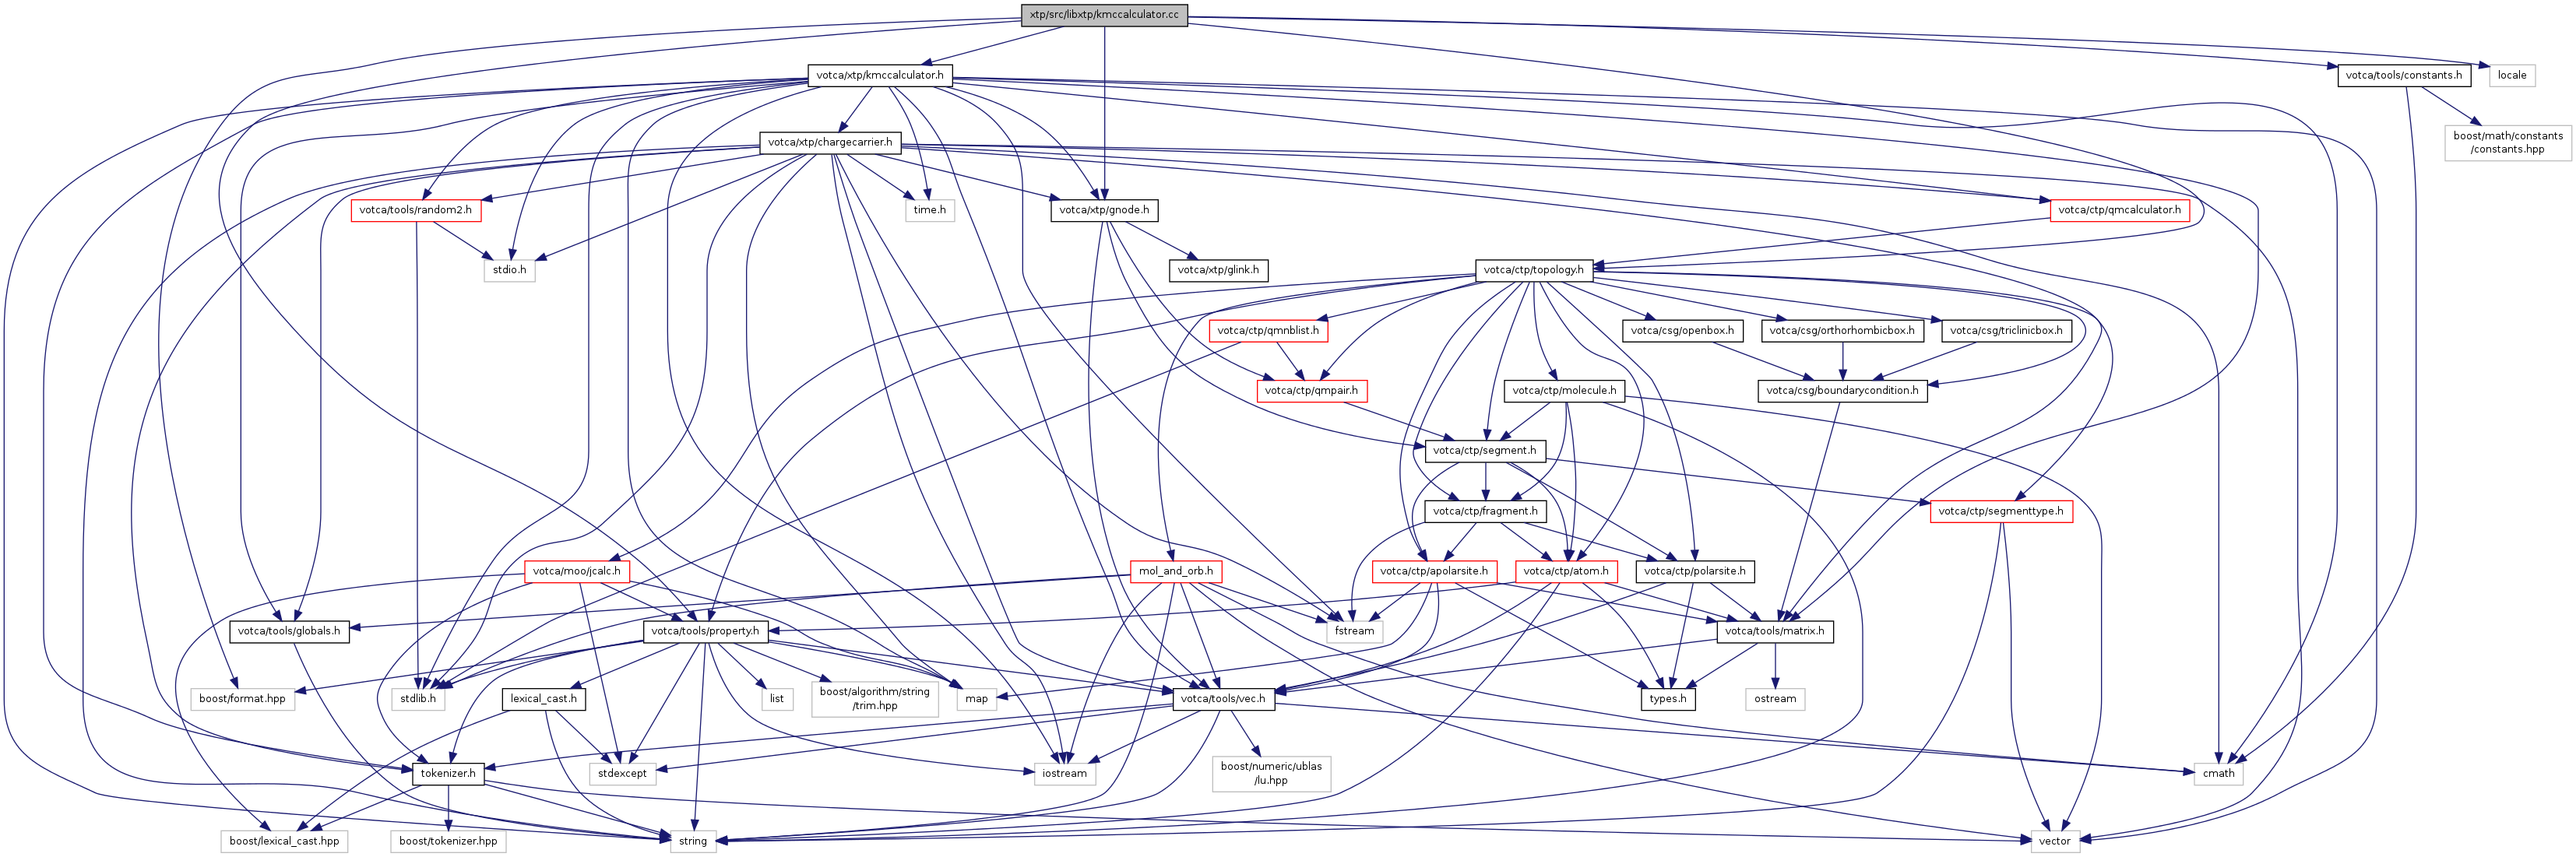 xtp/src/libxtp/kmccalculator.cc
votca/xtp/kmccalculator.h
votca/tools/constants.h
locale
votca/xtp/chargecarrier.h
boost/math/constants
/constants.hpp
votca/tools/random2.h
time.h
votca/xtp/gnode.h
votca/ctp/qmcalculator.h
stdio.h
votca/xtp/glink.h
votca/ctp/topology.h
votca/ctp/qmnblist.h
votca/csg/openbox.h
votca/csg/orthorhombicbox.h
votca/csg/triclinicbox.h
votca/ctp/qmpair.h
votca/ctp/molecule.h
votca/csg/boundarycondition.h
votca/ctp/segment.h
votca/ctp/fragment.h
votca/ctp/segmenttype.h
votca/moo/jcalc.h
mol_and_orb.h
votca/ctp/apolarsite.h
votca/ctp/atom.h
votca/ctp/polarsite.h
votca/tools/globals.h
votca/tools/property.h
fstream
votca/tools/matrix.h
boost/format.hpp
stdlib.h
lexical_cast.h
list
boost/algorithm/string
/trim.hpp
map
votca/tools/vec.h
types.h
ostream
tokenizer.h
stdexcept
iostream
boost/numeric/ublas
/lu.hpp
cmath
boost/lexical_cast.hpp
boost/tokenizer.hpp
string
vector